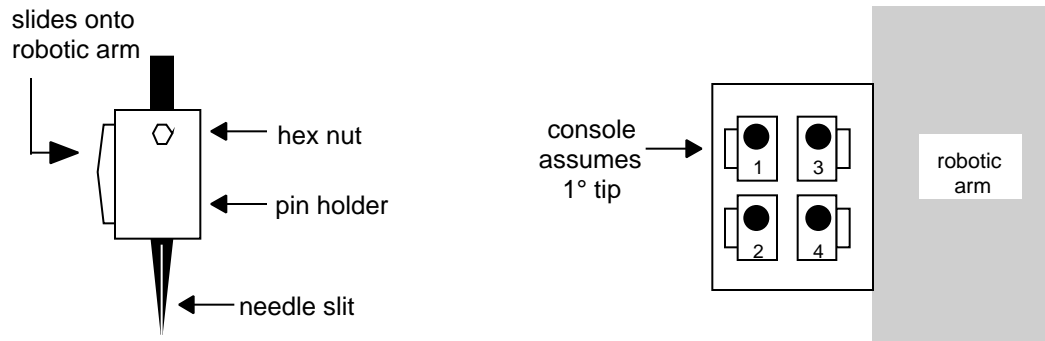 slides onto
robotic arm
hex nut
pin holder
needle slit
console
assumes
1° tip
1
3
2
4
robotic
arm